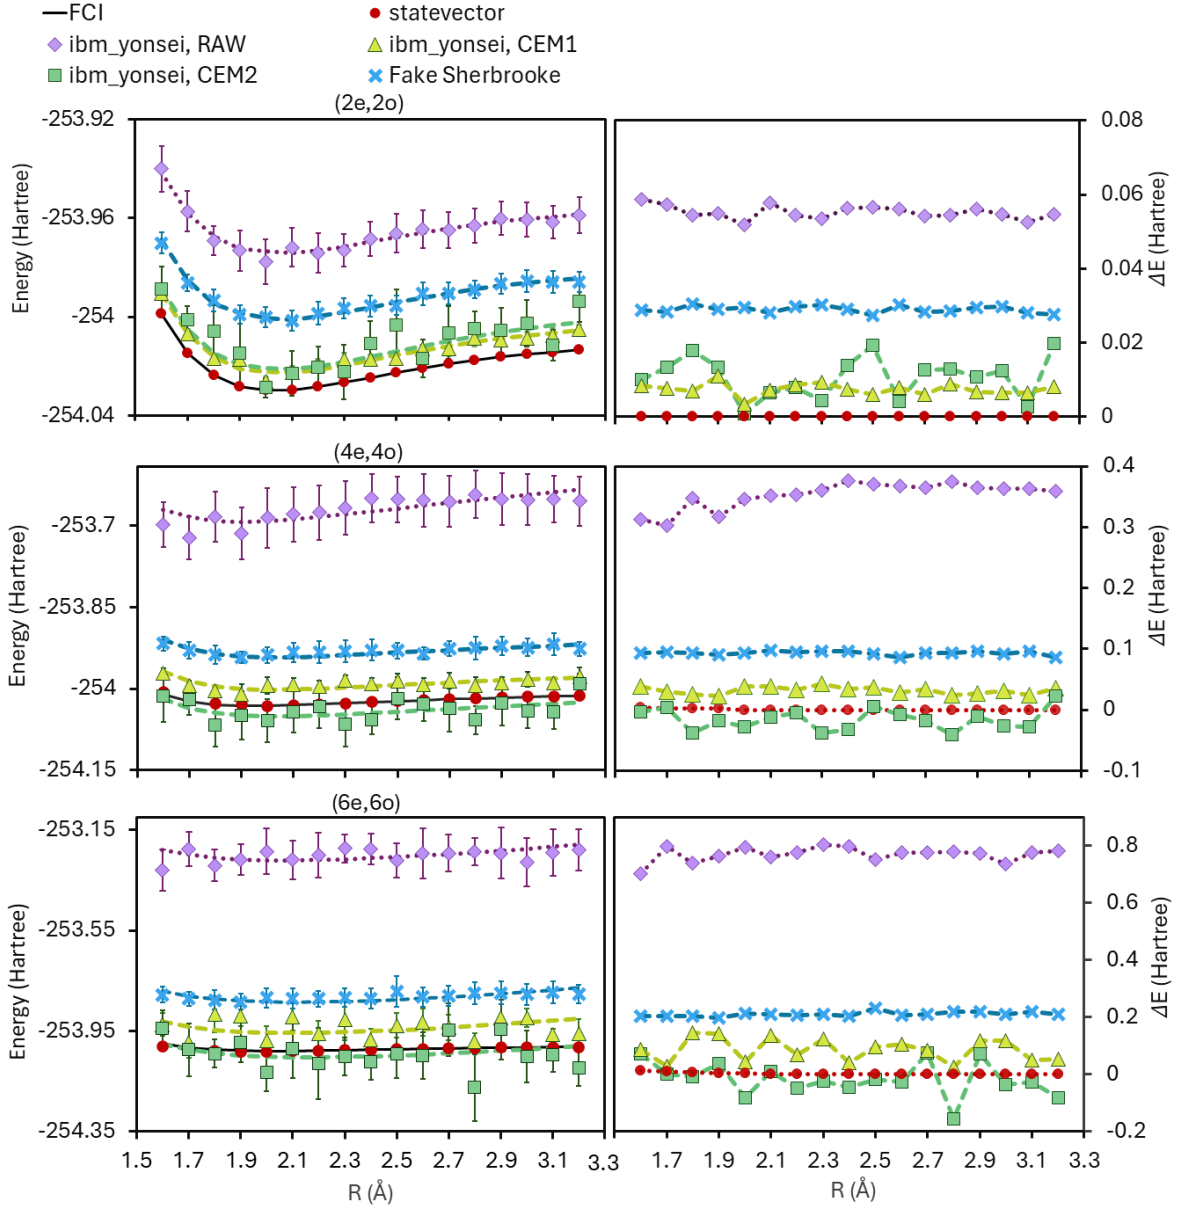 FCI
statevector
ibm_yonsei, RAW
ibm_yonsei, CEM1
ibm_yonsei, CEM2
Fake Sherbrooke
(2e,2o)
-253.92
-253.96
-254
-254.04
Energy (Hartree)
0.08
0.06
0.04
0.02
0
ΔE (Hartree)
(4e,4o)
-253.7
-253.85
-254
-254.15
Energy (Hartree)
0.4
0.3
0.2
0.1
0
-0.1
ΔE (Hartree)
(6e,6o)
-253.15
-253.55
-253.95
-254.35
Energy (Hartree)
0.8
0.6
0.4
0.2
0
-0.2
ΔE (Hartree)
1.5 1.7 1.9 2.1 2.3 2.5 2.7 2.9 3.1 3.3
R (Å)
1.7 1.9 2.1 2.3 2.5 2.7 2.9 3.1 3.3
R (Å)